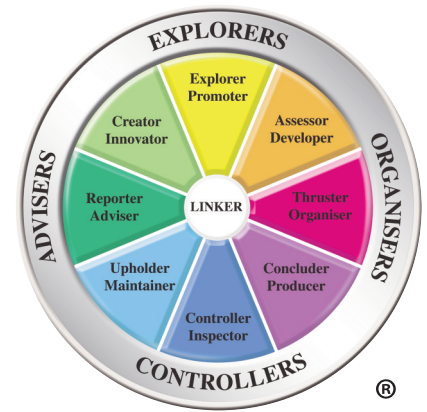 EXPLORERS
Explorer
Promoter
Assessor
Developer
Thruster
Organiser
Concluder
Producer
Controller
Inspector
Upholder
Maintainer
Reporter
Adviser
Creator
Innovator
LINKER
ORGANISERS
CONTROLLERS
ADVISERS
®